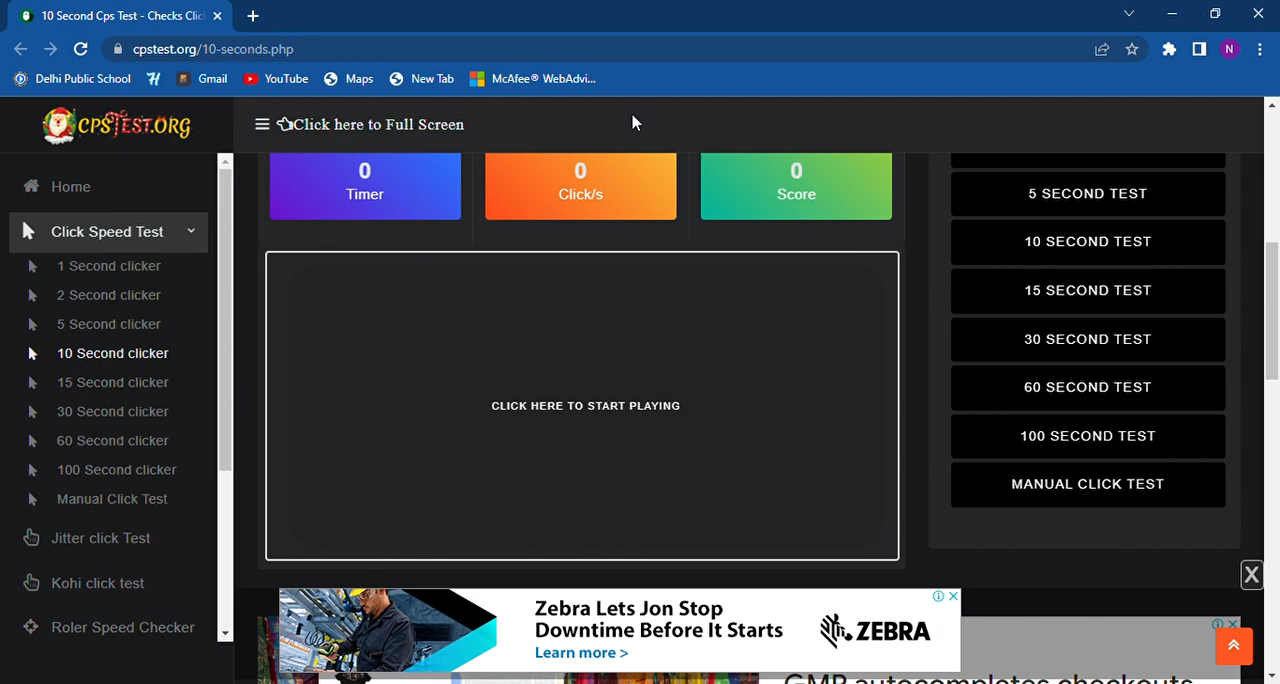 10 Second Cps Test - Checks Clic
cpstest.org/10-seconds.php
N
Delhi Public School
Gmail
YouTube
Maps
New Tab
McAfee® WebAdvi...
CPSTEST.ORG
Click here to Full Screen
Home
Click Speed Test
1 Second clicker
2 Second clicker
5 Second clicker
10 Second clicker
15 Second clicker
30 Second clicker
60 Second clicker
100 Second clicker
Manual Click Test
Jitter click Test
Kohi click test
Roler Speed Checker
0
Timer
0
Click/s
0
Score
CLICK HERE TO START PLAYING
5 SECOND TEST
10 SECOND TEST
15 SECOND TEST
30 SECOND TEST
60 SECOND TEST
100 SECOND TEST
MANUAL CLICK TEST
X
Zebra Lets Jon Stop
Downtime Before It Starts
Learn more >
ZEBRA
GMP autocompletes checkouts